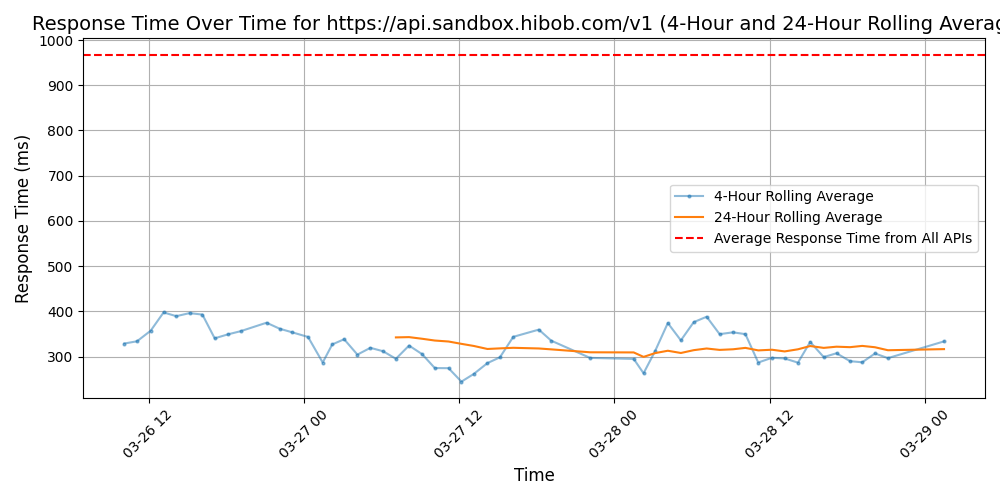 Response Time Over Time for https://api.sandbox.hibob.com/v1 (4-Hour and 24-Hour Rolling Averag
1000
900
800
700
600
500
400
300
Response Time (ms)
4-Hour Rolling Average
24-Hour Rolling Average
Average Response Time from All APIs
03-26 12
03-27 00
03-27 12
03-28 00
03-28 12
03-29 00
Time